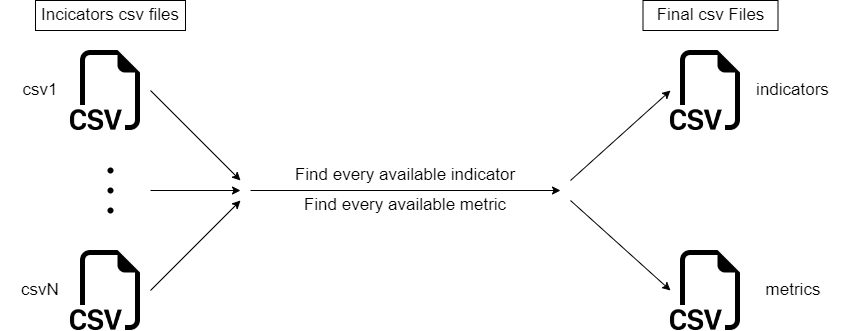 Incicators csv files
Final csv Files
csv1
CSV
CSV
indicators
Find every available indicator
Find every available metric
csvN
CSV
CSV
metrics